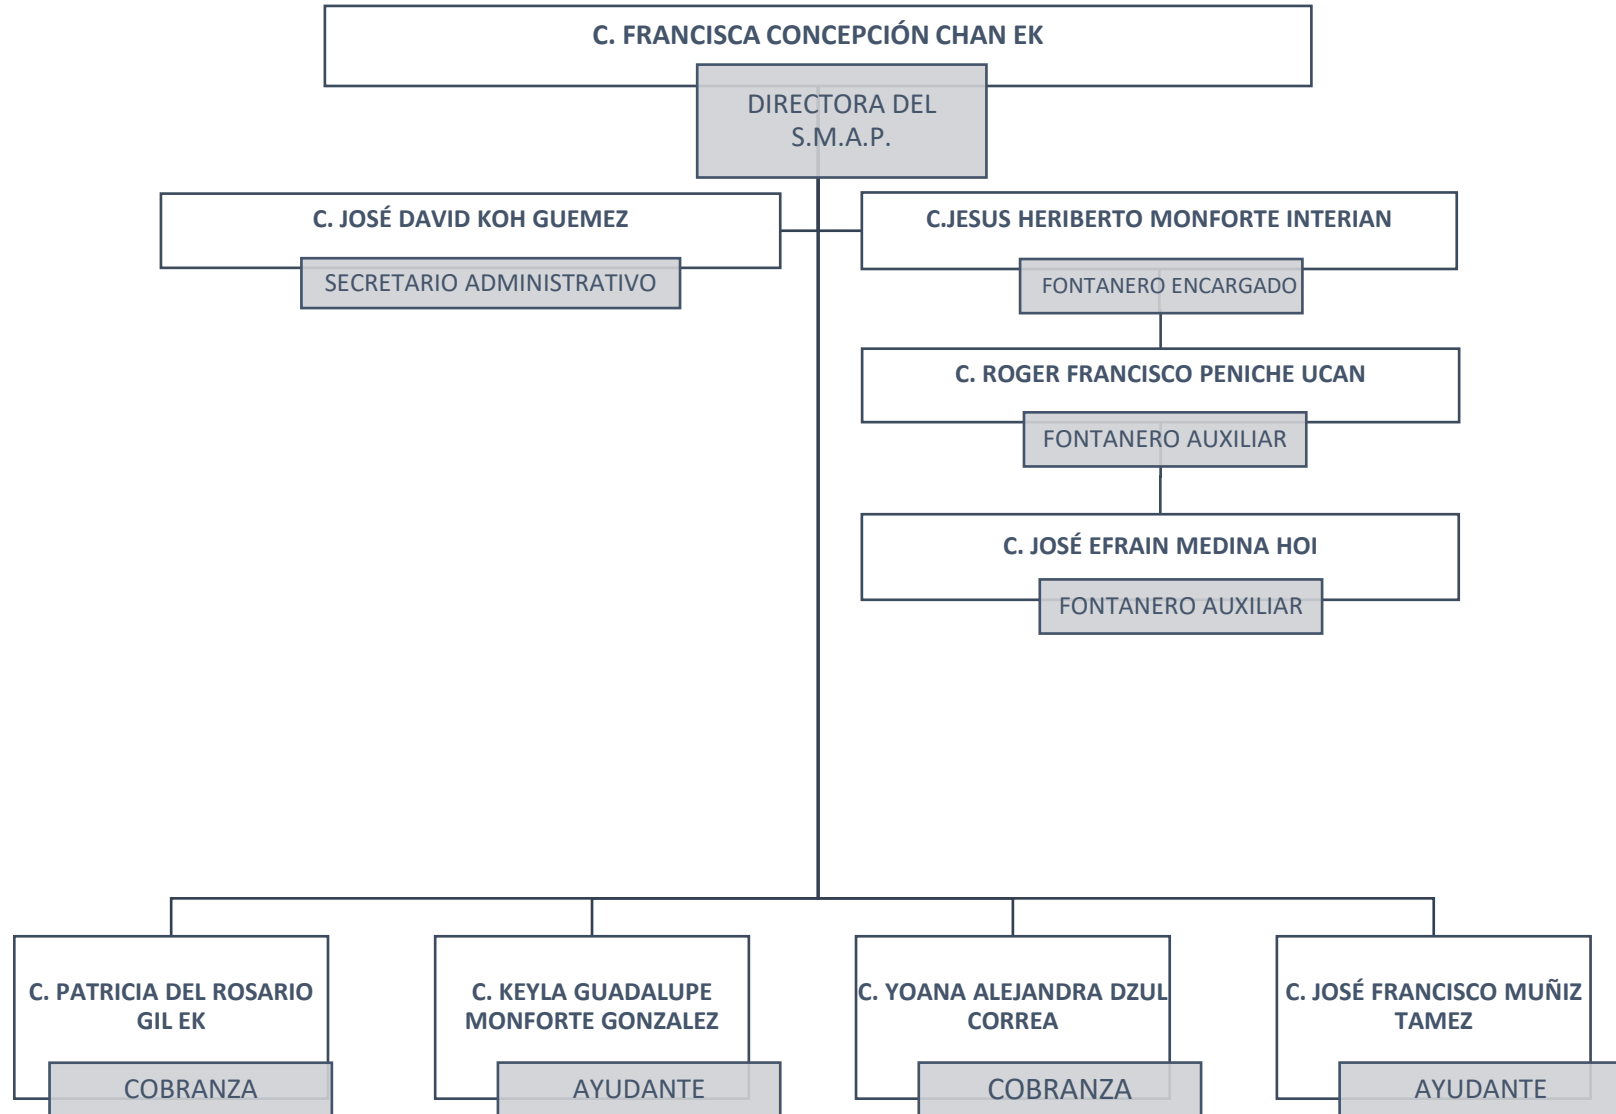 C. FRANCISCA CONCEPCIÓN CHAN EK
DIRECTORA DEL
S.M.A.P.
C. JOSÉ DAVID KOH GUEMEZ
SECRETARIO ADMINISTRATIVO
C.JESUS HERIBERTO MONFORTE INTERIAN
FONTANERO ENCARGADO
C. ROGER FRANCISCO PENICHE UCAN
FONTANERO AUXILIAR
C. JOSÉ EFRAIN MEDINA HOI
FONTANERO AUXILIAR
C. PATRICIA DEL ROSARIO
GIL EK
COBRANZA
C. KEYLA GUADALUPE
MONFORTE GONZALEZ
AYUDANTE
C. YOANA ALEJANDRA DZUL
CORREA
COBRANZA
C. JOSÉ FRANCISCO MUÑIZ
TAMEZ
AYUDANTE